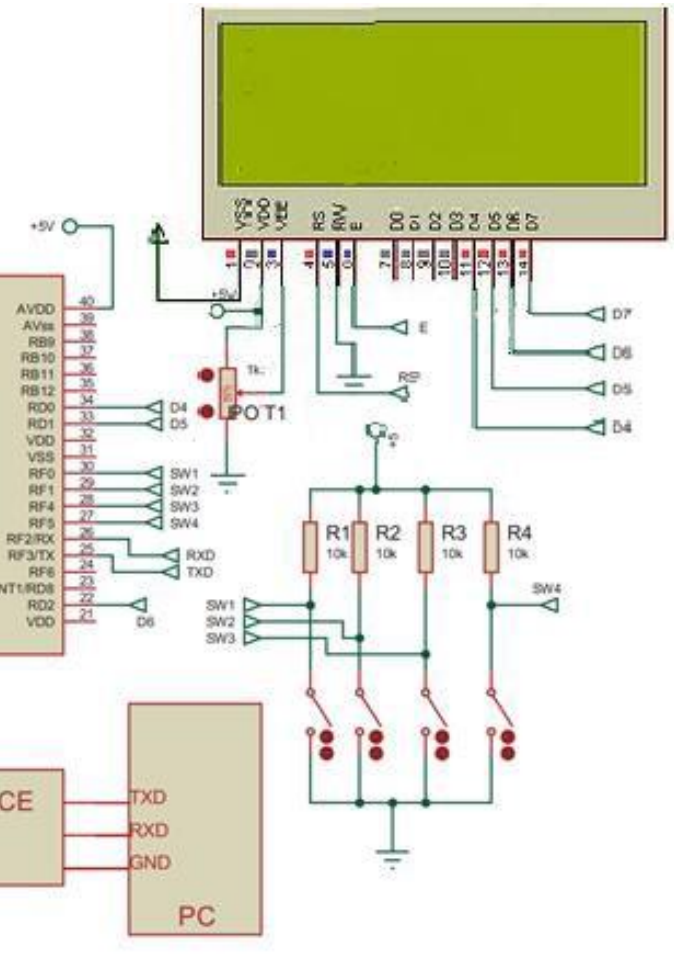 VSS VDD VEE RS RW E D0 D1 D2 D3 D4 D5 D6 D7
1 2 3 4 5 6 7 8 9 10 11 12 13 14
+5V
+5V
D7
E
D6
1k
RS
D5
POT1
D4
AVDD 40
AVss 39
RB9 38
RB10 37
RB11 36
RB12 35
RD0 34 D4
RD1 33 D5
VDD 32
VSS 31
RF0 30 SW1
RF1 29 SW2
RF4 28 SW3
RF5 27 SW4
RF2/RX 26 RXD
RF3/TX 25 TXD
RF6 24
NT1/RD8 23
RD2 22 D6
VDD 21
+5
R1 R2 R3 R4
10k 10k 10k 10k
SW1
SW2
SW3
SW4
CE
TXD
RXD
GND
PC